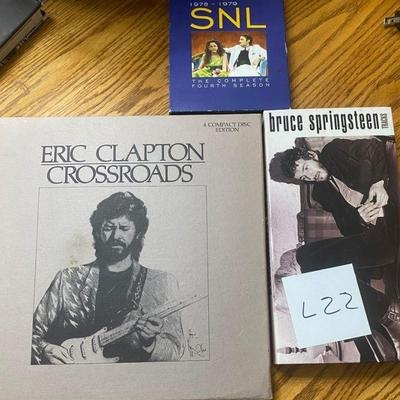 1978 - 1979
SNL
THE COMPLETE
FOURTH SEASON
4 COMPACT DISC
EDITION
ERIC CLAPTON
CROSSROADS
bruce springsteen
TRACKS
L22